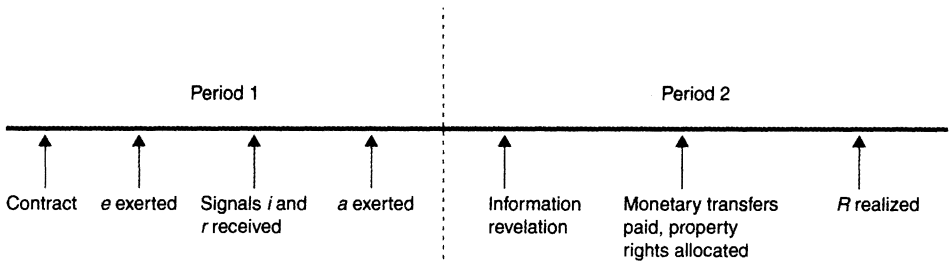 Period 1
Period 2
Contract
e exerted
Signals i and
r received
a exerted
Information
revelation
Monetary transfers
paid, property
rights allocated
R realized